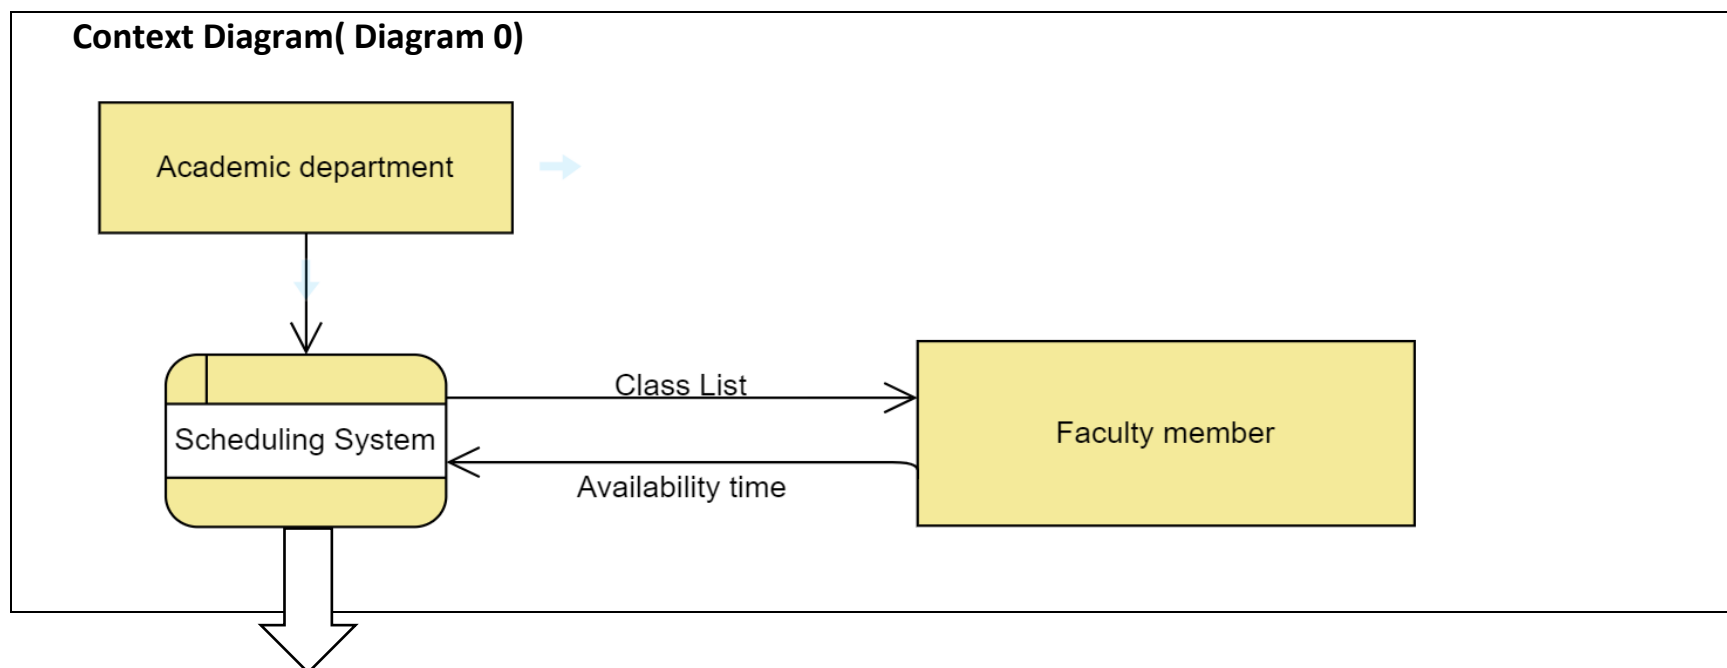 Context Diagram( Diagram 0)
Academic department
Class List
Scheduling System
Faculty member
Availability time